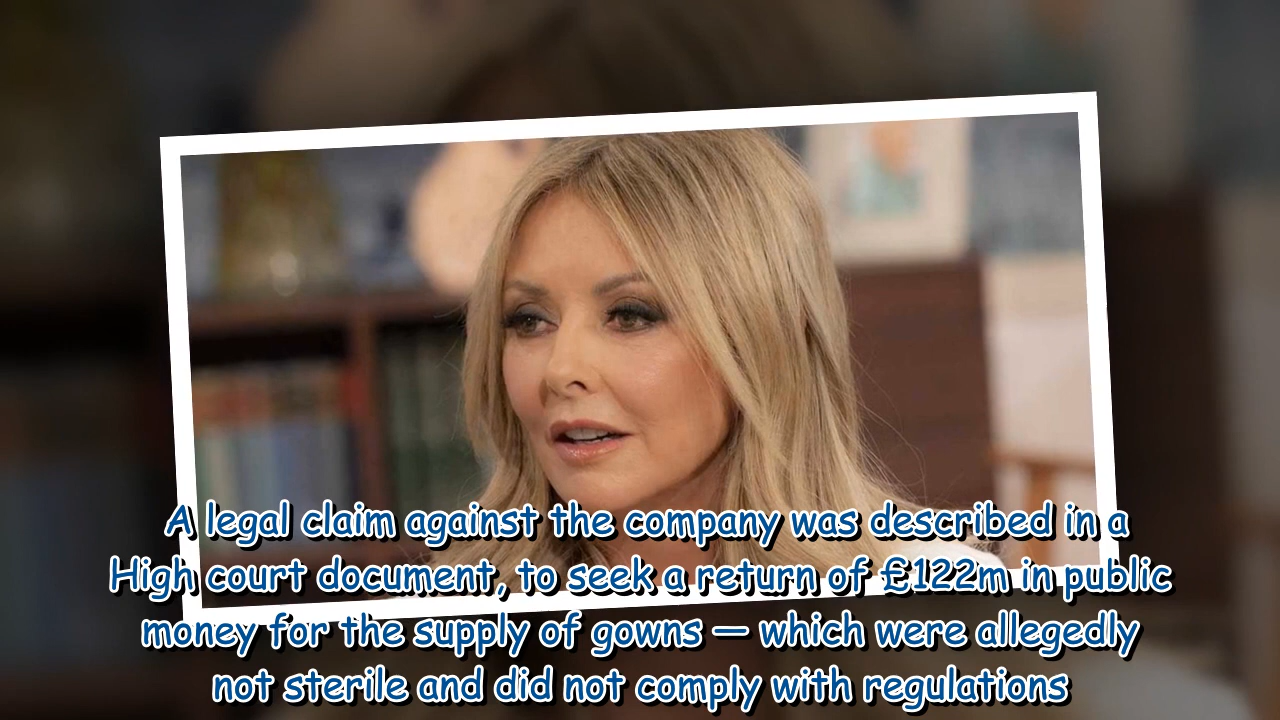 A legal claim against the company was described in a
High court document, to seek a return of £122m in public
money for the supply of gowns — which were allegedly
not sterile and did not comply with regulations